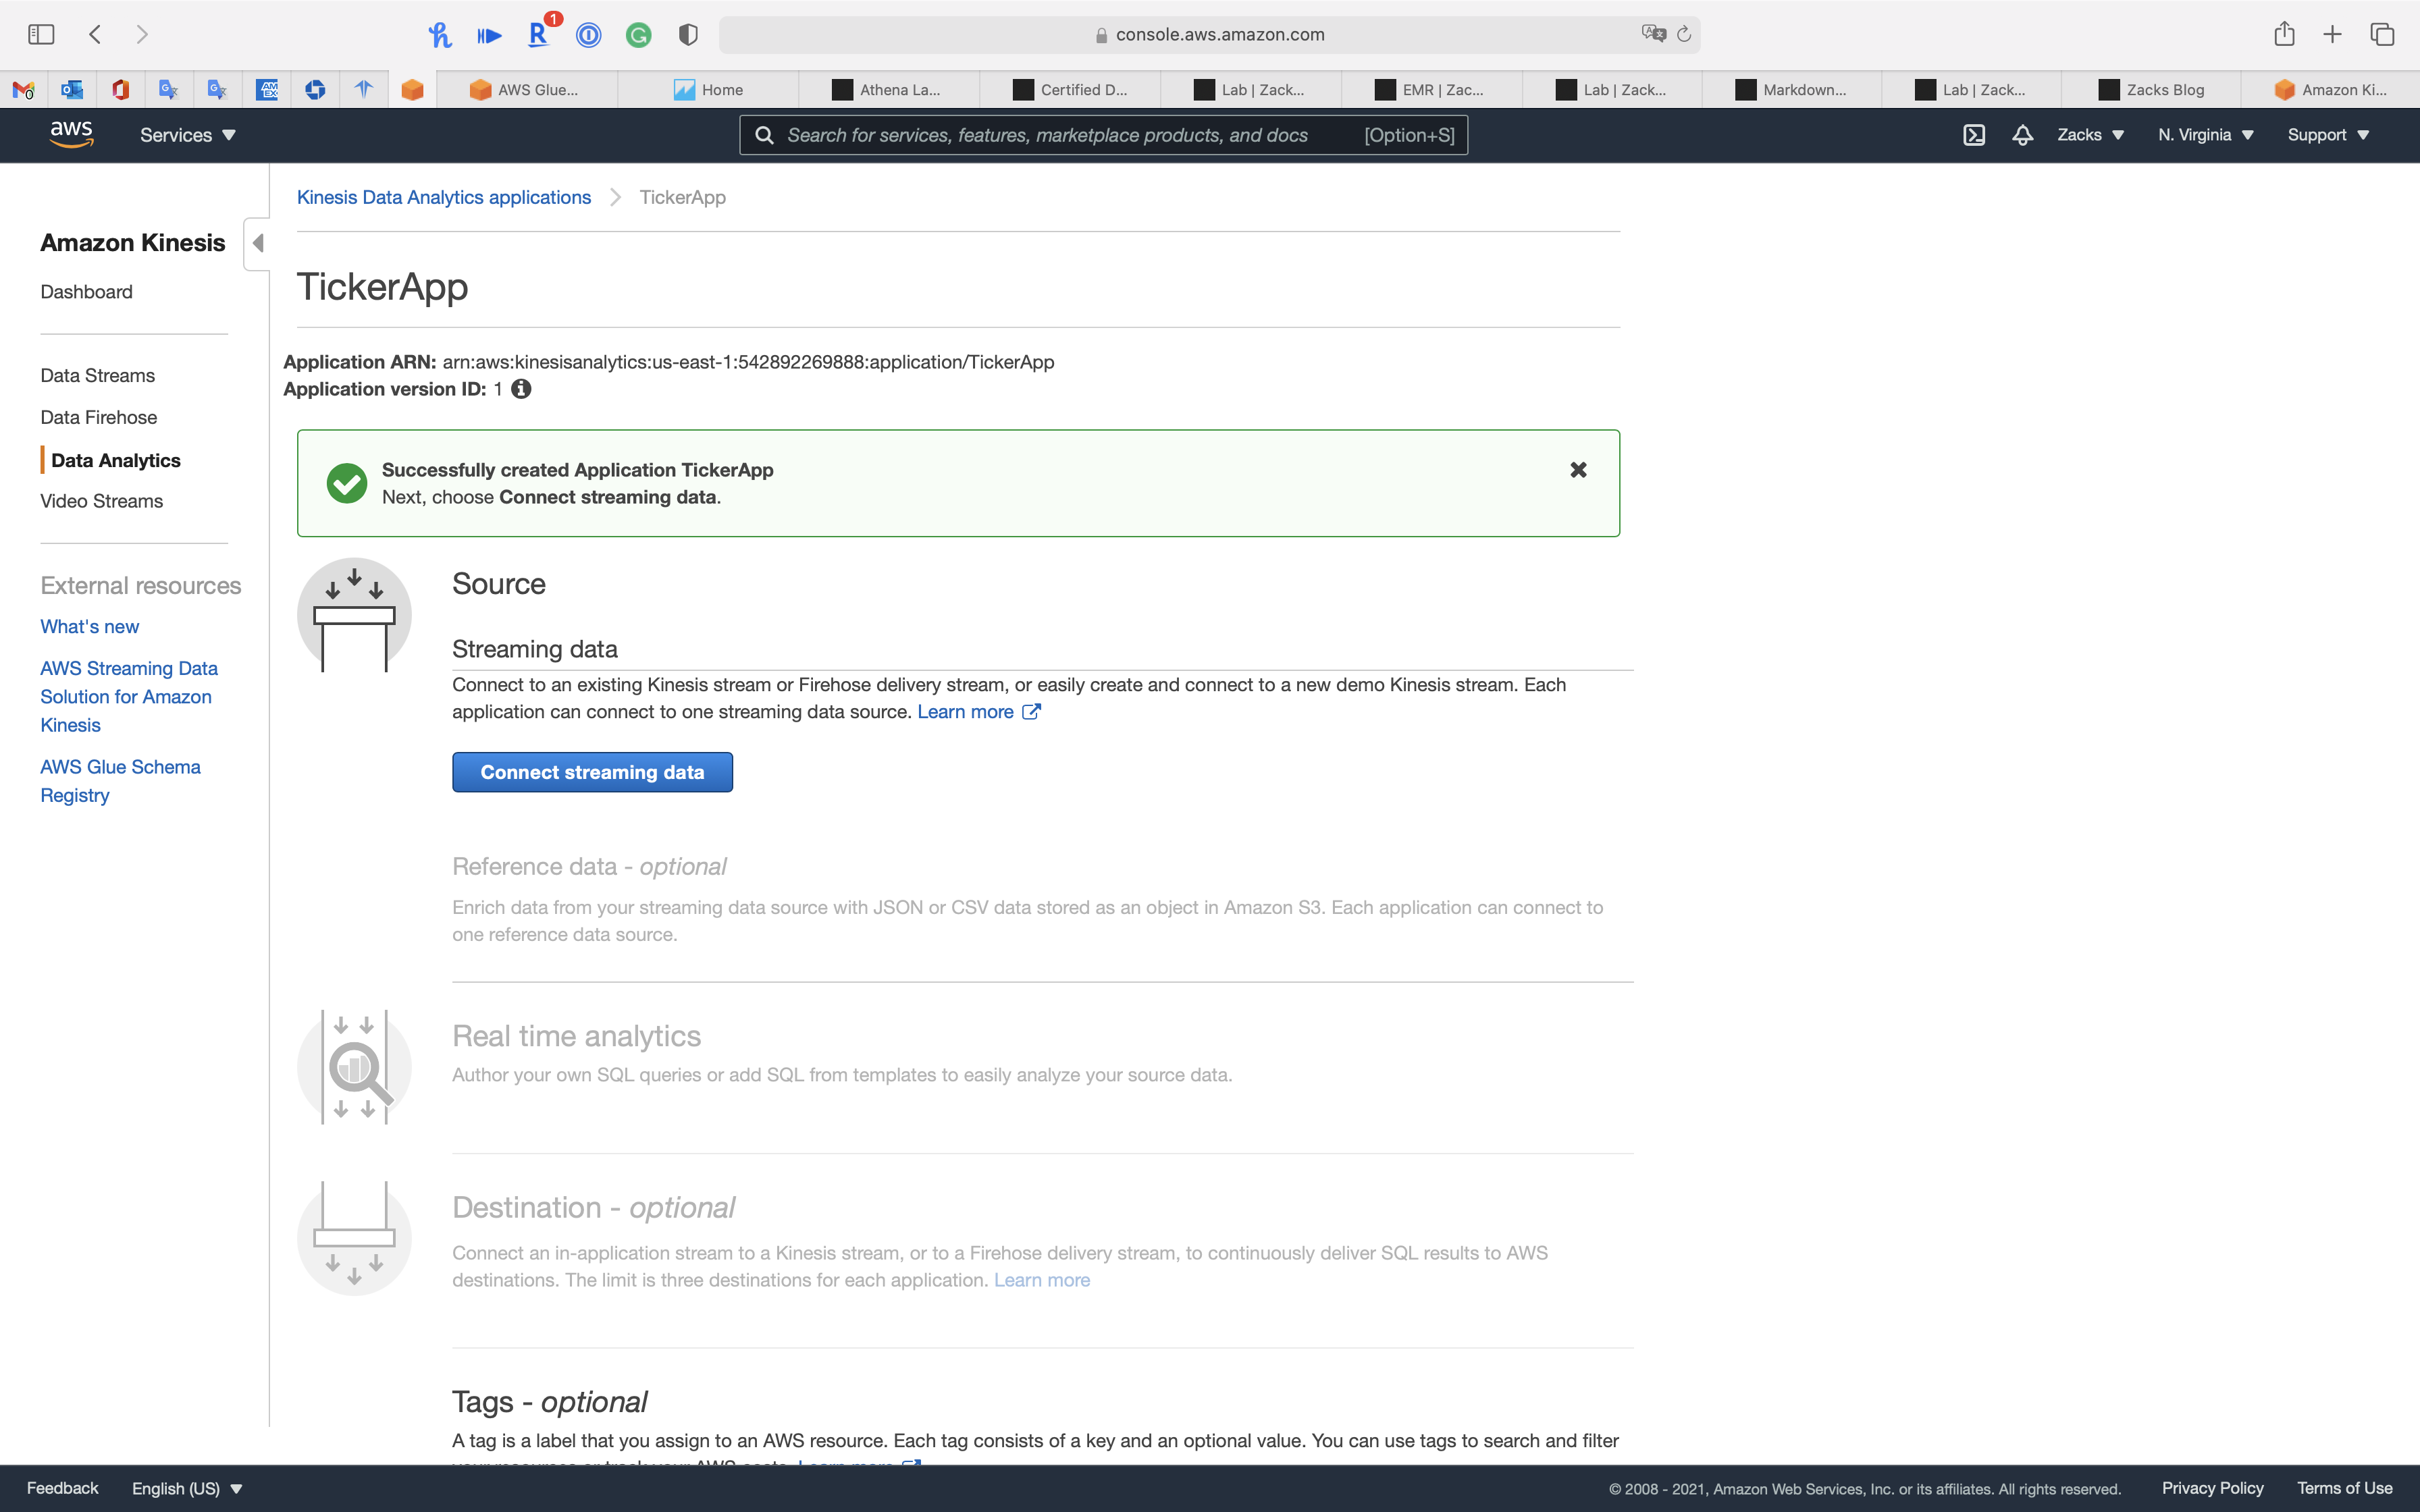 1
console.aws.amazon.com
AWS Glue...
Home
Athena La...
Certified D...
Lab | Zack...
EMR | Zac...
Lab | Zack...
Markdown...
Lab | Zack...
Zacks Blog
Amazon Ki...
aws
Services
Search for services, features, marketplace products, and docs
[Option+S]
Zacks
N. Virginia
Support
Amazon Kinesis
Dashboard
Data Streams
Data Firehose
Data Analytics
Video Streams
External resources
What's new
AWS Streaming Data
Solution for Amazon
Kinesis
AWS Glue Schema
Registry
Kinesis Data Analytics applications
TickerApp
TickerApp
Application ARN: arn:aws:kinesisanalytics:us-east-1:542892269888:application/TickerApp
Application version ID: 1
Successfully created Application TickerApp
Next, choose Connect streaming data.
Source
Streaming data
Connect to an existing Kinesis stream or Firehose delivery stream, or easily create and connect to a new demo Kinesis stream. Each
application can connect to one streaming data source. Learn more
Connect streaming data
Reference data - optional
Enrich data from your streaming data source with JSON or CSV data stored as an object in Amazon S3. Each application can connect to
one reference data source.
Real time analytics
Author your own SQL queries or add SQL from templates to easily analyze your source data.
Destination - optional
Connect an in-application stream to a Kinesis stream, or to a Firehose delivery stream, to continuously deliver SQL results to AWS
destinations. The limit is three destinations for each application. Learn more
Tags - optional
A tag is a label that you assign to an AWS resource. Each tag consists of a key and an optional value. You can use tags to search and filter
your resources or track your AWS costs. Learn more
Feedback
English (US)
© 2008 - 2021, Amazon Web Services, Inc. or its affiliates. All rights reserved.
Privacy Policy
Terms of Use